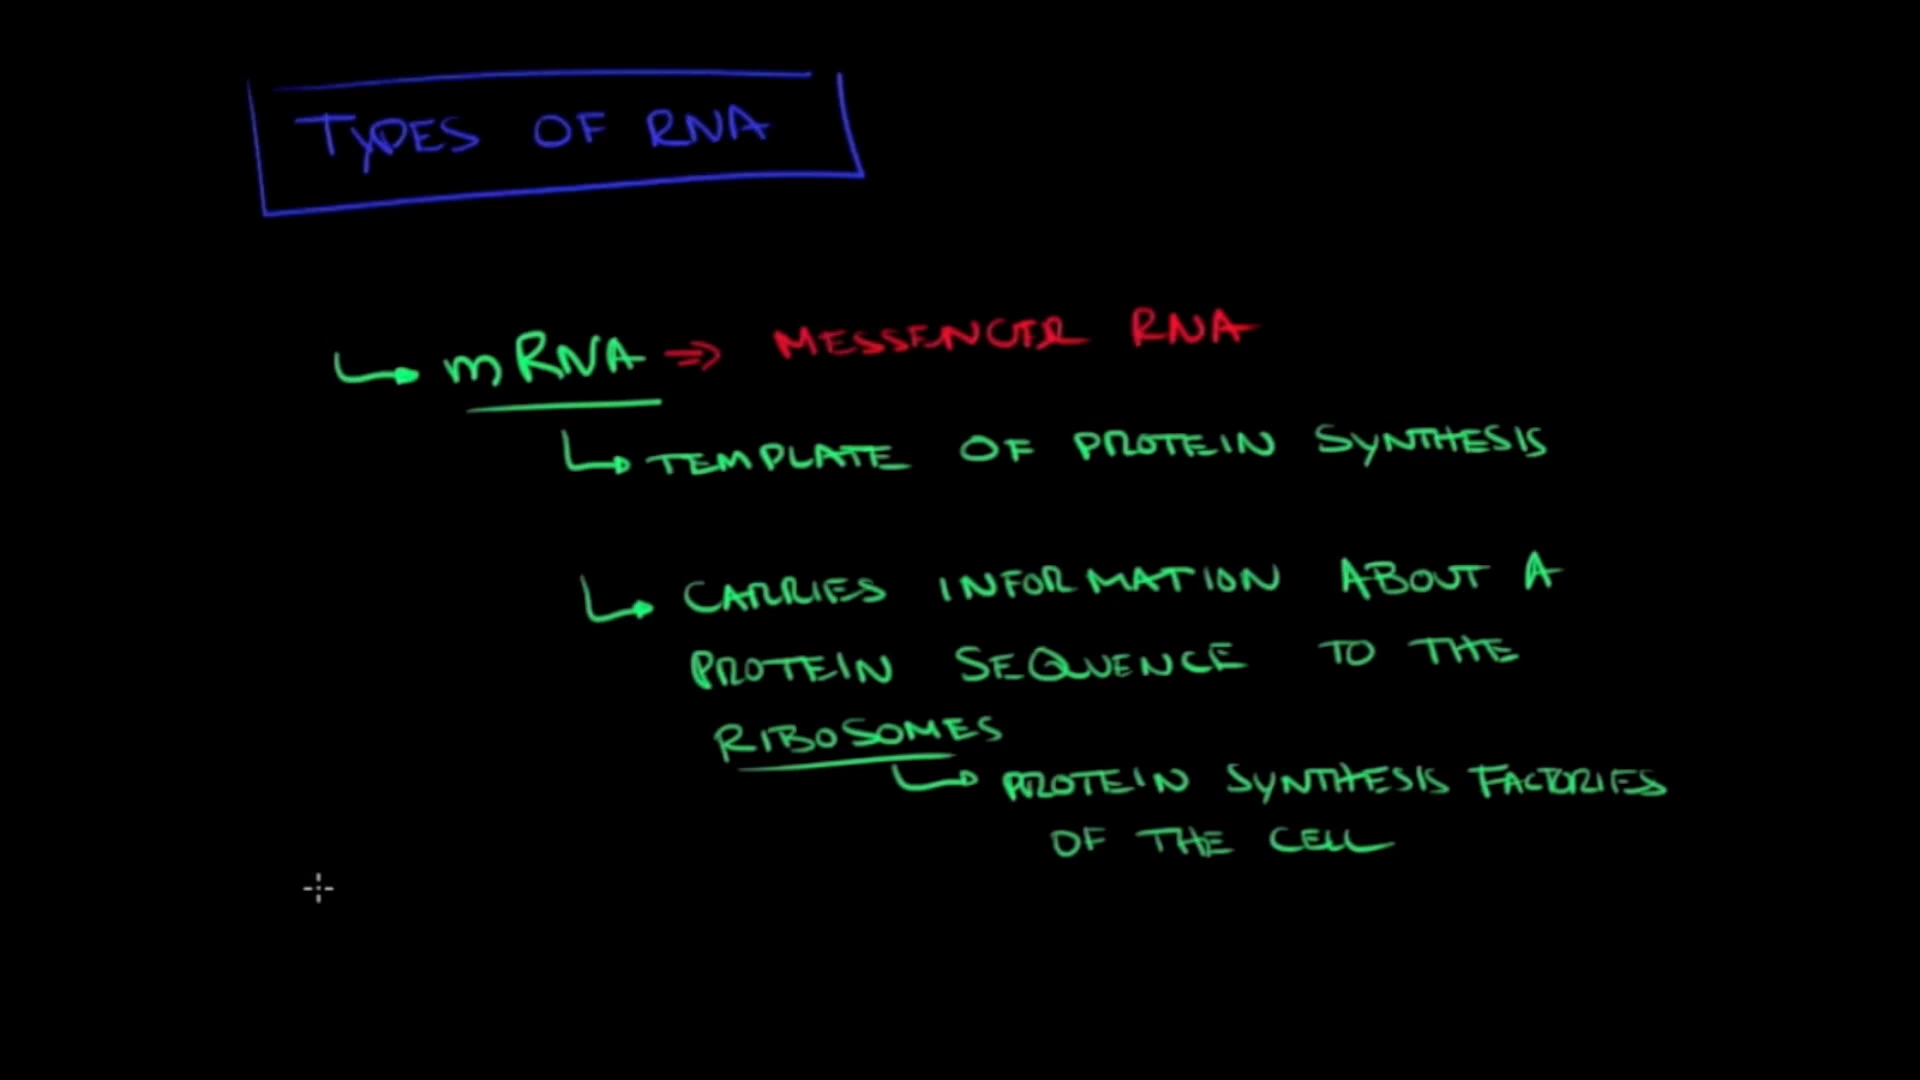 TYPES OF RNA
mRNA ⇒ MESSENGER RNA
TEMPLATE OF PROTEIN SYNTHESIS
CARRIES INFORMATION ABOUT A
PROTEIN SEQUENCE TO THE
RIBOSOMES
PROTEIN SYNTHESIS FACTORIES
OF THE CELL